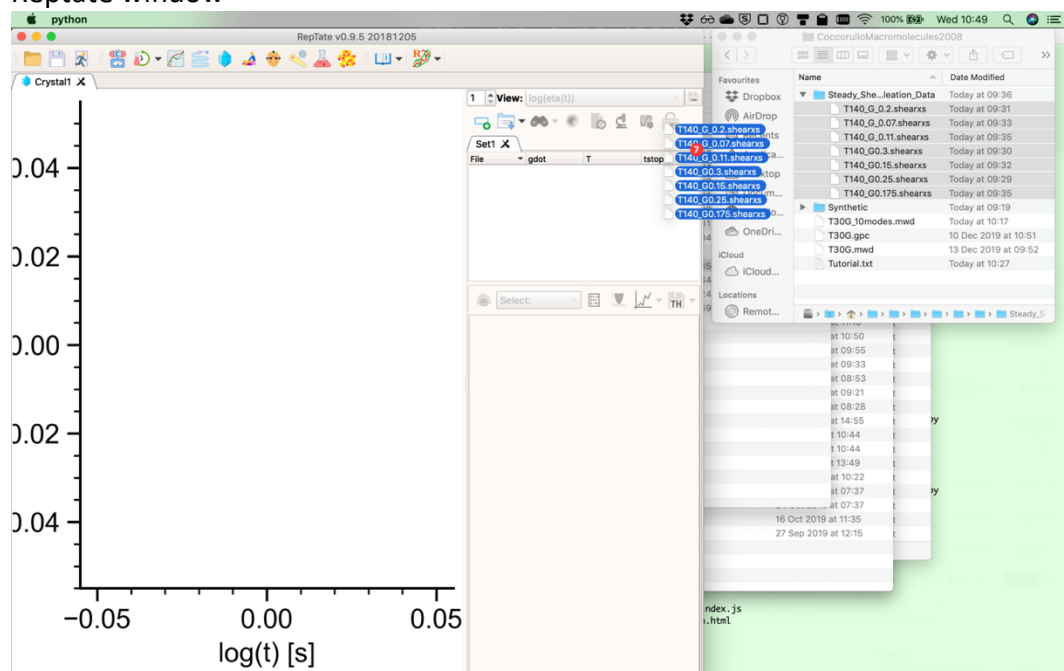 Reptate window
python
100%
Wed 10:49
RepTate v0.9.5 20181205
Crystal1 X
0.04
0.02
0.00
0.02
0.04
−0.05 0.00 0.05
log(t) [s]
1 View: log(eta(t))
Set1 X
File gdot T tstop
T140_G_0.2.shearxs
T140_G_0.07.shearxs
7
T140_G_0.11.shearxs
T140_G0.3.shearxs
T140_G0.15.shearxs
T140_G0.25.shearxs
T140_G0.175.shearxs
Select:
TH
CoccorulloMacromolecules2008
Favourites
Dropbox
AirDrop
OneDri...
iCloud
iCloud...
Locations
Remot...
Name Date Modified
Steady_She...leation_Data Today at 09:36
T140_G_0.2.shearxs Today at 09:31
T140_G_0.07.shearxs Today at 09:33
T140_G_0.11.shearxs Today at 09:35
T140_G0.3.shearxs Today at 09:30
T140_G0.15.shearxs Today at 09:32
T140_G0.25.shearxs Today at 09:29
T140_G0.175.shearxs Today at 09:35
Synthetic Today at 09:19
T30G_10modes.mwd Today at 10:17
T30G.gpc 10 Dec 2019 at 10:51
T30G.mwd 13 Dec 2019 at 09:52
Tutorial.txt Today at 10:27
Steady_S
at 10:50
at 09:55
at 09:33
at 08:53
at 09:21
at 08:28
at 14:55
t 10:44
t 10:44
t 13:49
at 10:22
at 07:37
at 07:37
16 Oct 2019 at 11:35
27 Sep 2019 at 12:15
ndex.js
.html